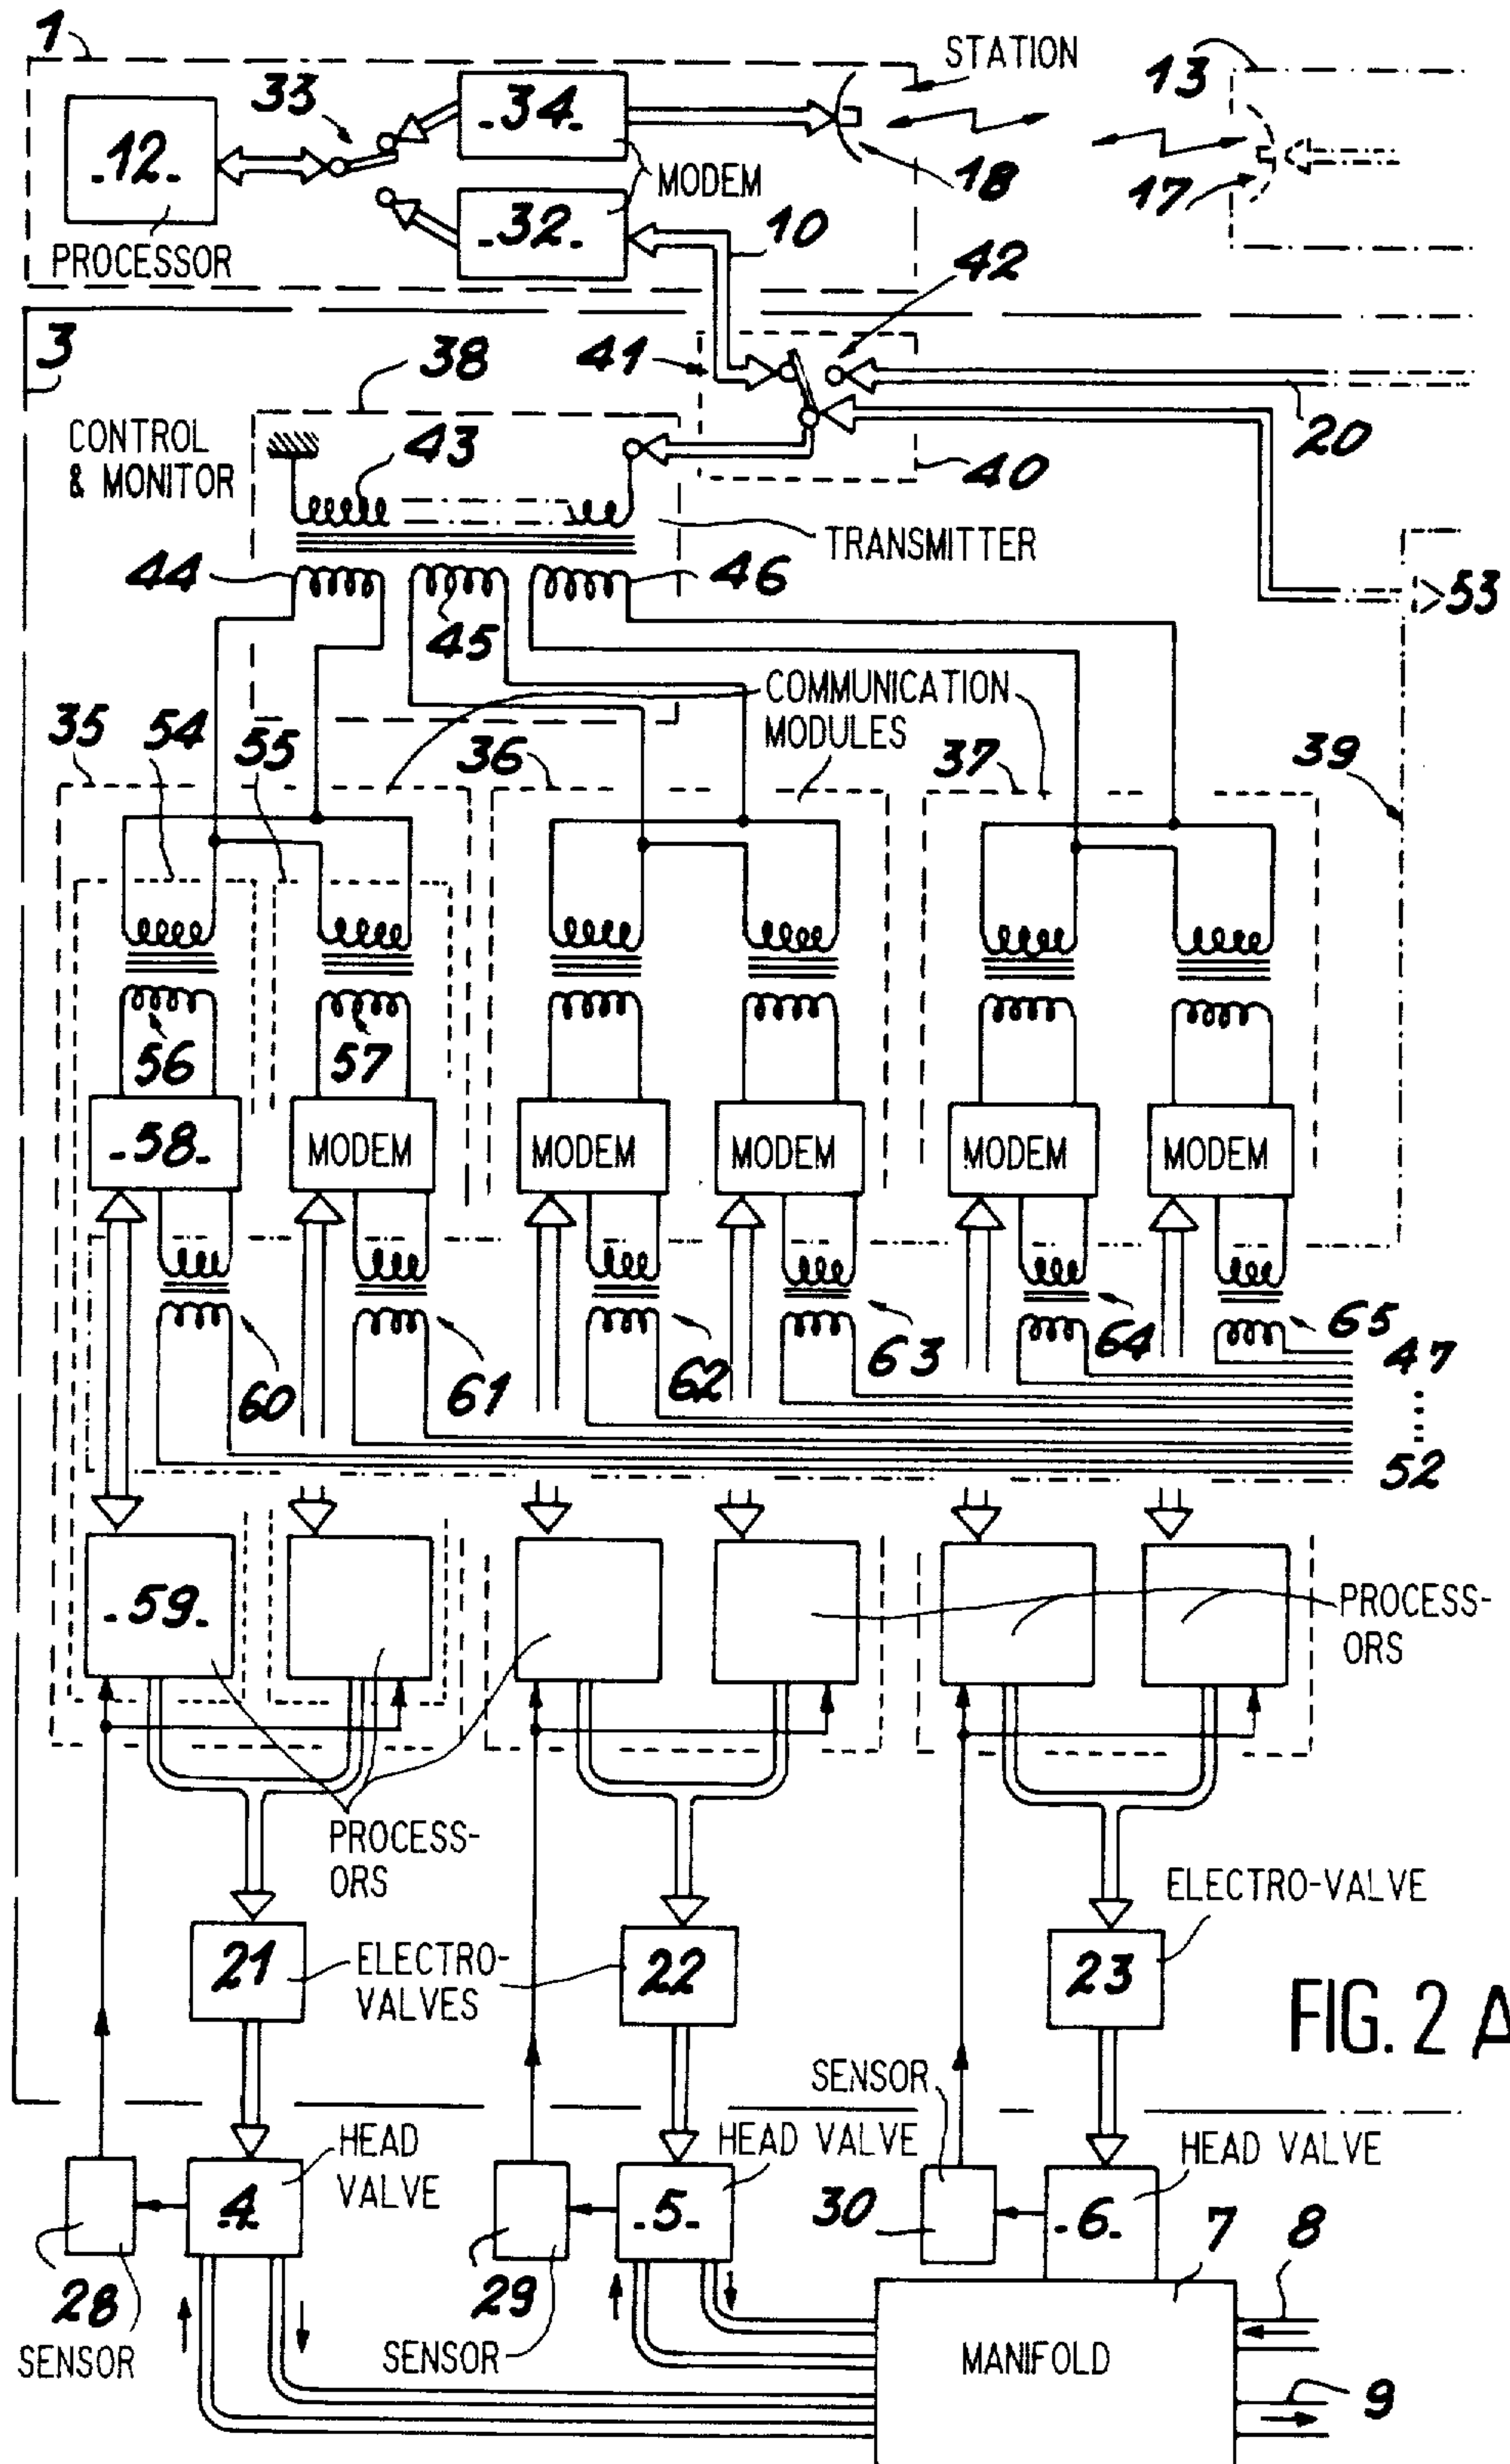 1
STATION
13
33
.34.
.12.
MODEM
18
17
.32.
10
PROCESSOR
42
3
38
41
CONTROL
& MONITOR
43
20
40
TRANSMITTER
44
46
53
45
COMMUNICATION
MODULES
35
54
55
36
37
39
56
57
.58.
MODEM
MODEM
MODEM
MODEM
MODEM
60
61
62
63
64
65
47
52
.59.
PROCESS-
ORS
PROCESS-
ORS
ELECTRO-VALVE
21
ELECTRO-
VALVES
22
23
FIG. 2 A
SENSOR
HEAD
VALVE
HEAD VALVE
HEAD VALVE
.4.
.5.
30
.6.
7
8
28
29
SENSOR
SENSOR
MANIFOLD
9